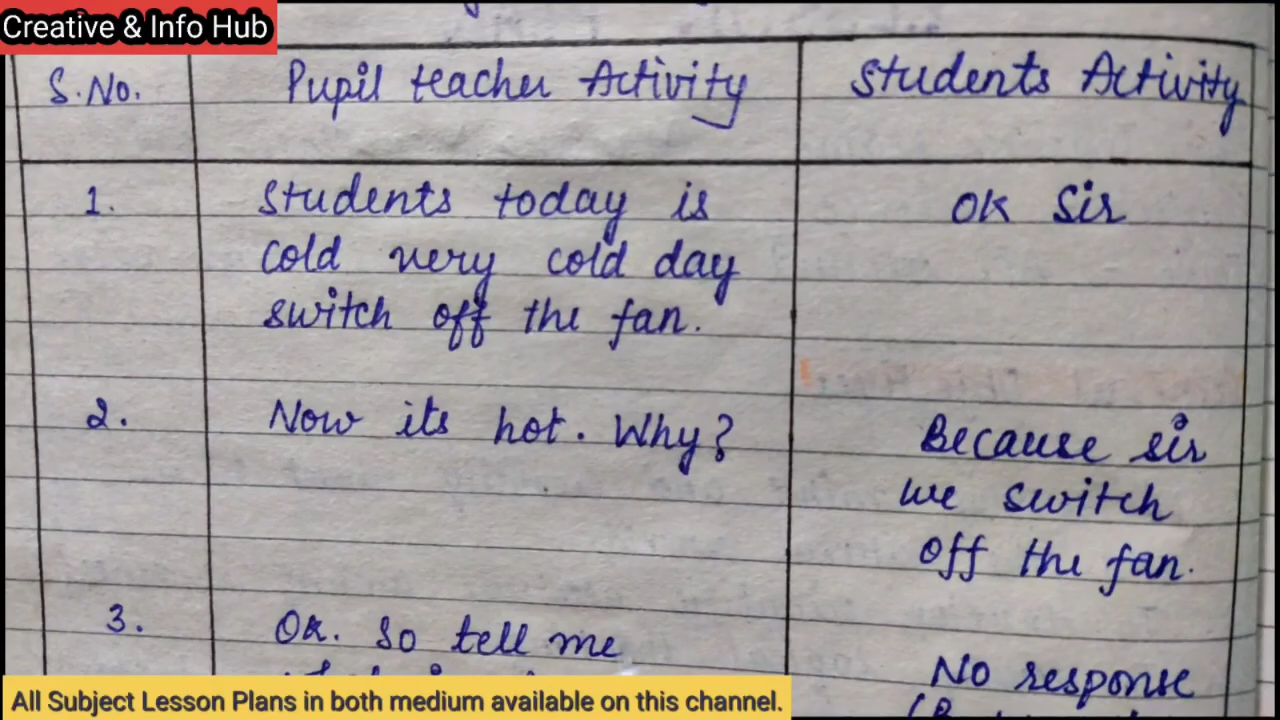 Creative & Info Hub
S.No. Pupil teacher Activity Students Activity
1. Students today is OK Sir
cold very cold day
switch off the fan.
2. Now its hot. Why? Because sir
we switch
off the fan.
3. Ok. So tell me No response
All Subject Lesson Plans in both medium available on this channel.